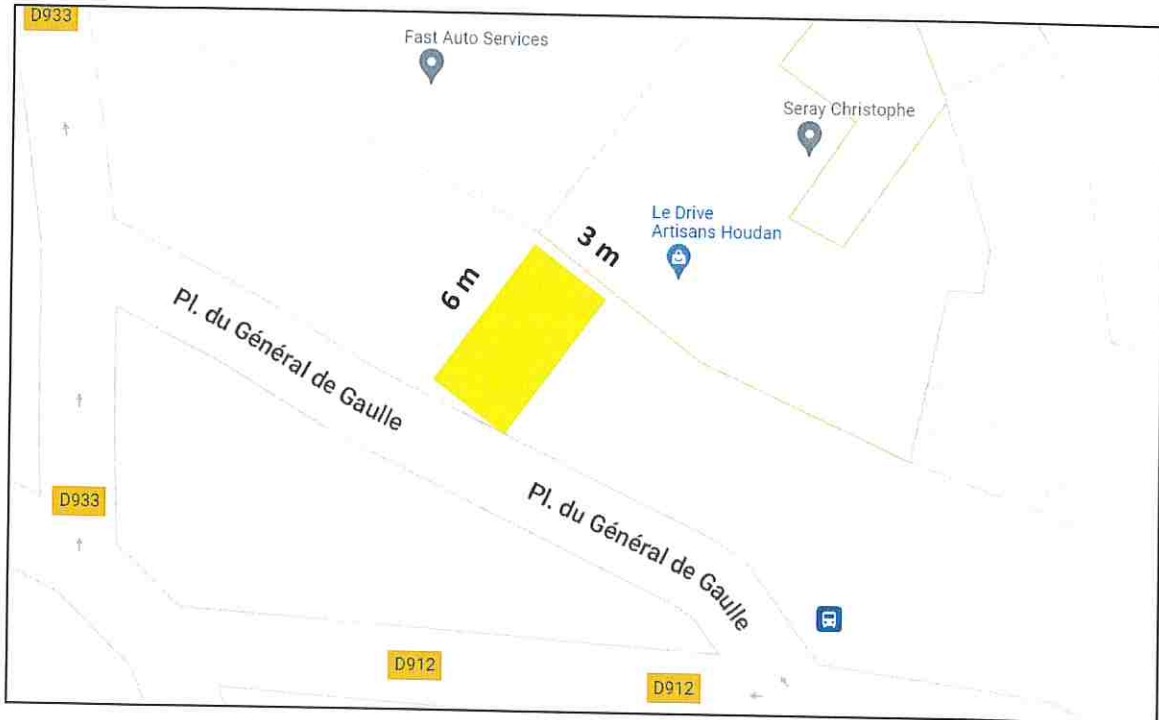 D933
Fast Auto Services
Seray Christophe
Le Drive
Artisans Houdan
3 m
6 m
Pl. du Général de Gaulle
Pl. du Général de Gaulle
D933
D912
D912